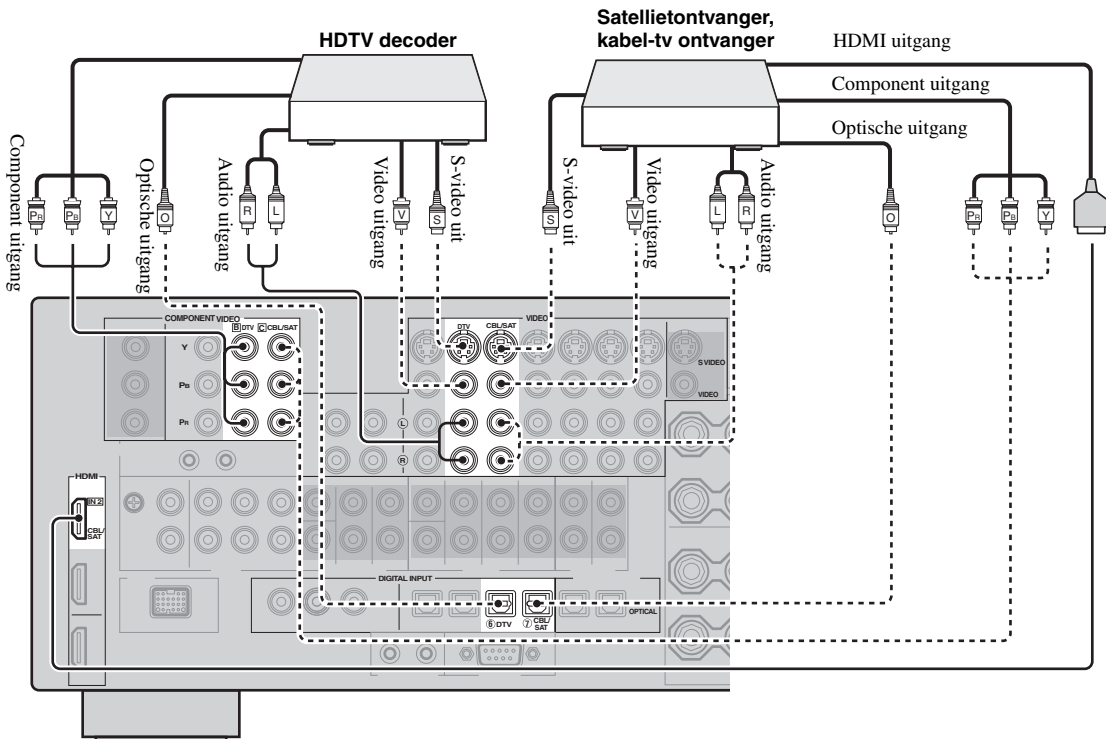 Satellietontvanger,
kabel-tv ontvanger
HDTV decoder
HDMI uitgang
Component uitgang
Optische uitgang
Component uitgang
Optische uitgang
Audio uitgang
Video uitgang
S-video uit
S-video uit
Video uitgang
Audio uitgang
PR
PB
Y
O
R
L
V
S
S
V
L
R
O
PR
PB
Y
COMPONENT VIDEO
B DTV
C CBL/SAT
Y
PB
PR
VIDEO
DTV
CBL/SAT
S VIDEO
VIDEO
L
R
HDMI
IN 2
CBL/
SAT
DIGITAL INPUT
⑥ DTV
⑦ CBL/
SAT
OPTICAL